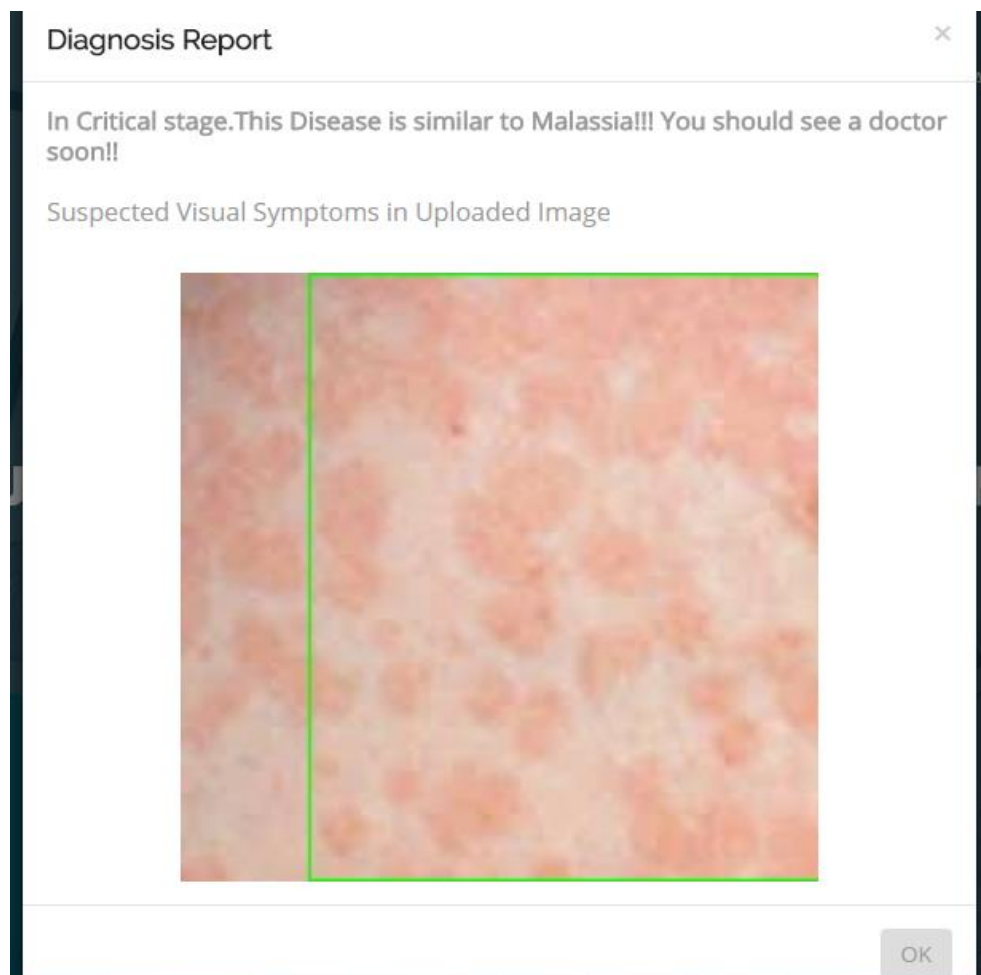 Diagnosis Report
×
In Critical stage.This Disease is similar to Malassia!!! You should see a doctor
soon!!
Suspected Visual Symptoms in Uploaded Image
OK